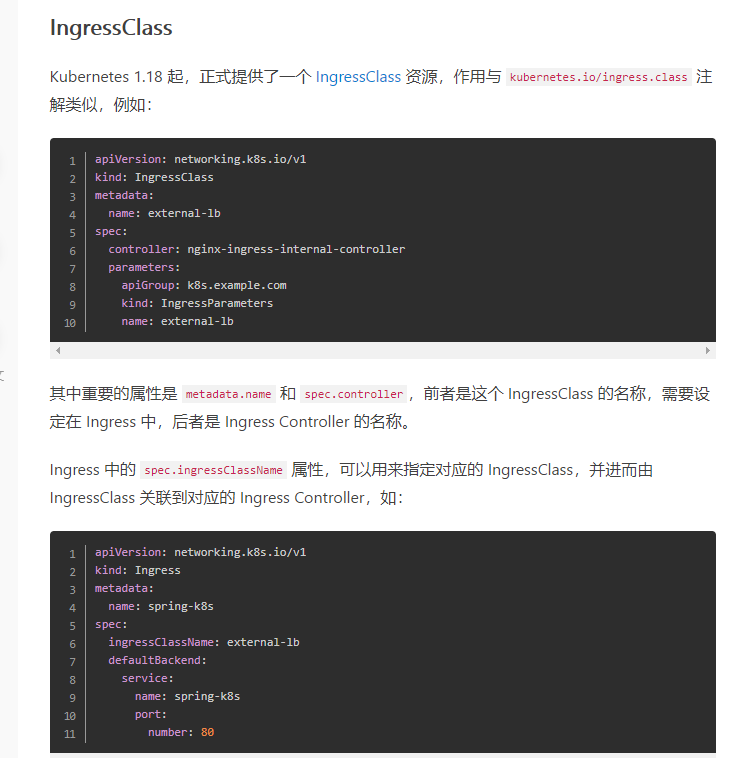 IngressClass
Kubernetes 1.18 起，正式提供了一个 IngressClass 资源，作用与 kubernetes.io/ingress.class 注
解类似，例如：
1 apiVersion: networking.k8s.io/v1
2 kind: IngressClass
3 metadata:
4   name: external-lb
5 spec:
6   controller: nginx-ingress-internal-controller
7   parameters:
8     apiGroup: k8s.example.com
9     kind: IngressParameters
10     name: external-lb
其中重要的属性是 metadata.name 和 spec.controller，前者是这个 IngressClass 的名称，需要设
定在 Ingress 中，后者是 Ingress Controller 的名称。
Ingress 中的 spec.ingressClassName 属性，可以用来指定对应的 IngressClass，并进而由
IngressClass 关联到对应的 Ingress Controller，如：
1 apiVersion: networking.k8s.io/v1
2 kind: Ingress
3 metadata:
4   name: spring-k8s
5 spec:
6   ingressClassName: external-lb
7   defaultBackend:
8     service:
9       name: spring-k8s
10       port:
11         number: 80